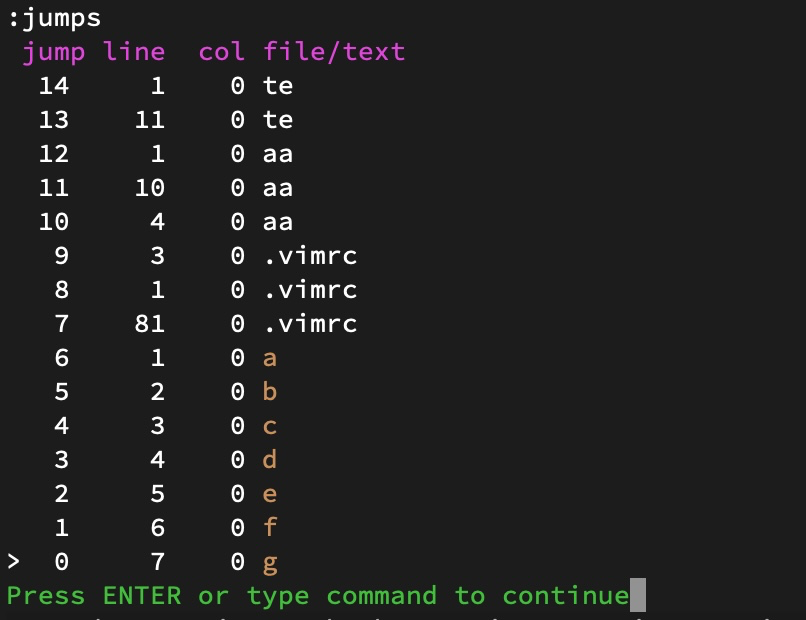 :jumps
jump line  col file/text
14     1    0 te
13    11    0 te
12     1    0 aa
11    10    0 aa
10     4    0 aa
9     3    0 .vimrc
8     1    0 .vimrc
7    81    0 .vimrc
6     1    0 a
5     2    0 b
4     3    0 c
3     4    0 d
2     5    0 e
1     6    0 f
>  0     7    0 g
Press ENTER or type command to continue